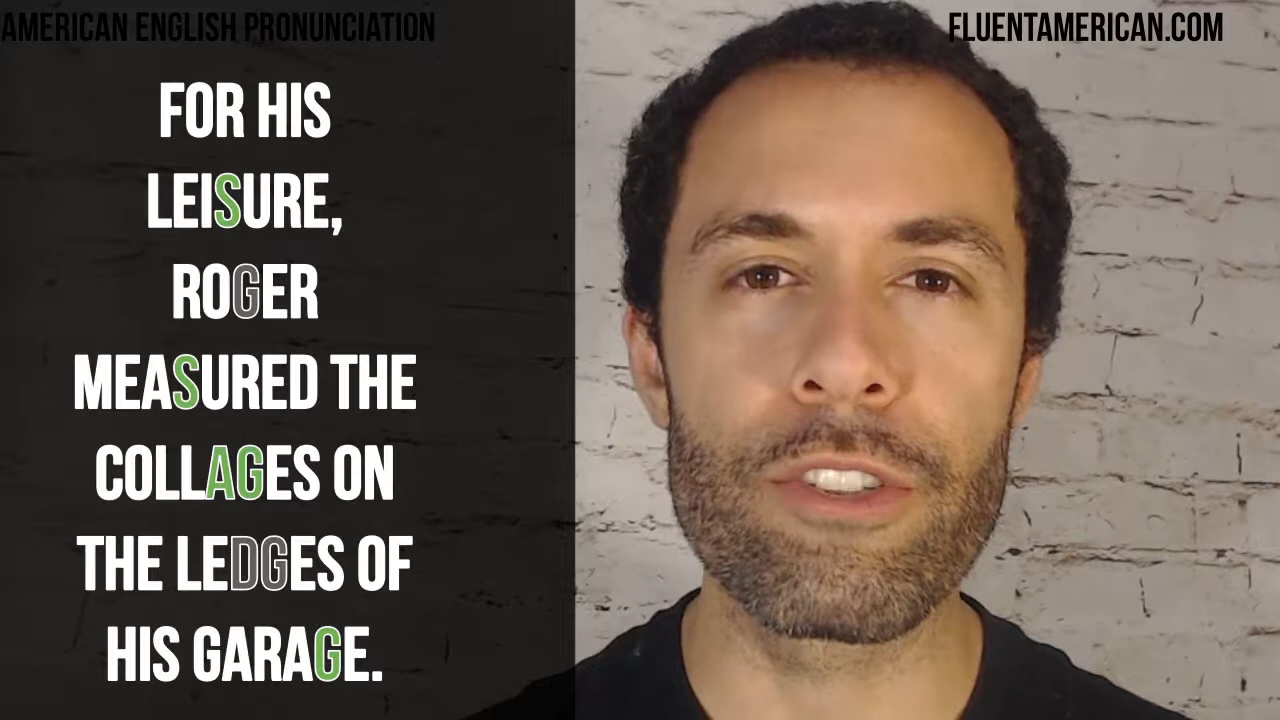 AMERICAN ENGLISH PRONUNCIATION
FLUENTAMERICAN.COM
FOR HIS
LEISURE,
ROGER
MEASURED THE
COLLAGES ON
THE LEDGES OF
HIS GARAGE.